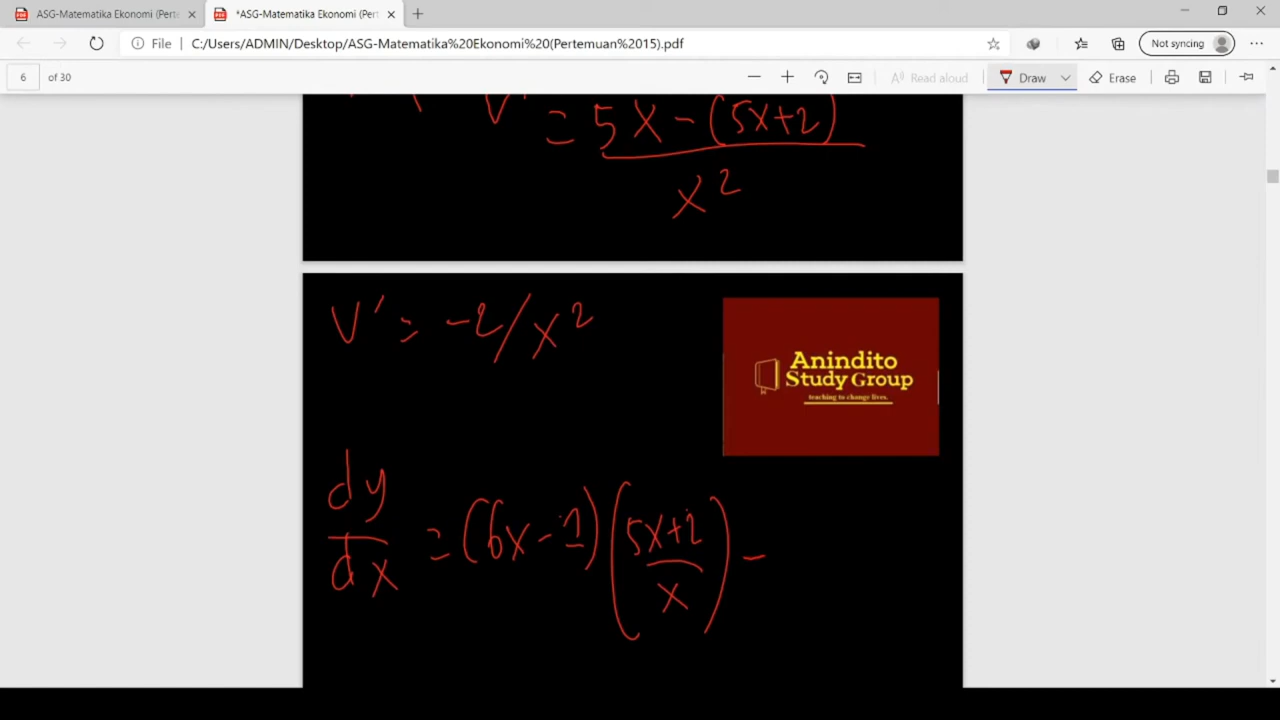 ASG-Matematika Ekonomi (Perte
*ASG-Matematika Ekonomi (Pert
File C:/Users/ADMIN/Desktop/ASG-Matematika%20Ekonomi%20(Pertemuan%2015).pdf
Not syncing
6 of 30
Read aloud
Draw
Erase
V' = 5x - (5x+2)
x²
V' = -2/x²
Anindito
Study Group
teaching to change lives.
dy
dx
= (6x - 1) (5x+2
x) -